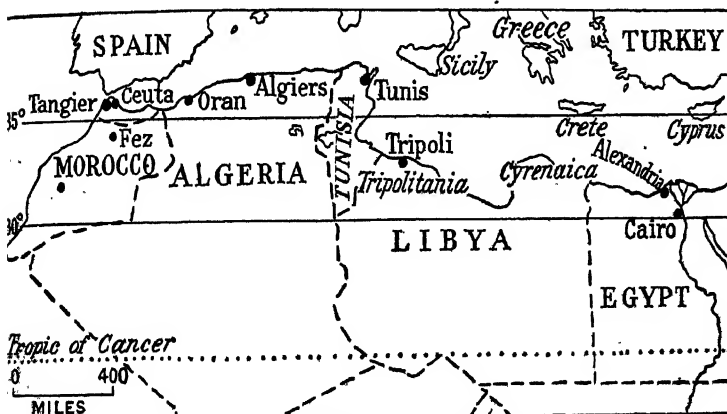 SPAIN
Greece
TURKEY
Sicily
Tangier
Ceuta
Oran
Algiers
Tunis
35°
Crete
Cyprus
Fez
TUNISIA
Tripoli
MOROCCO
ALGERIA
Tripolitania
Cyrenaica
Alexandria
30°
Cairo
LIBYA
EGYPT
Tropic of Cancer
0 400
MILES